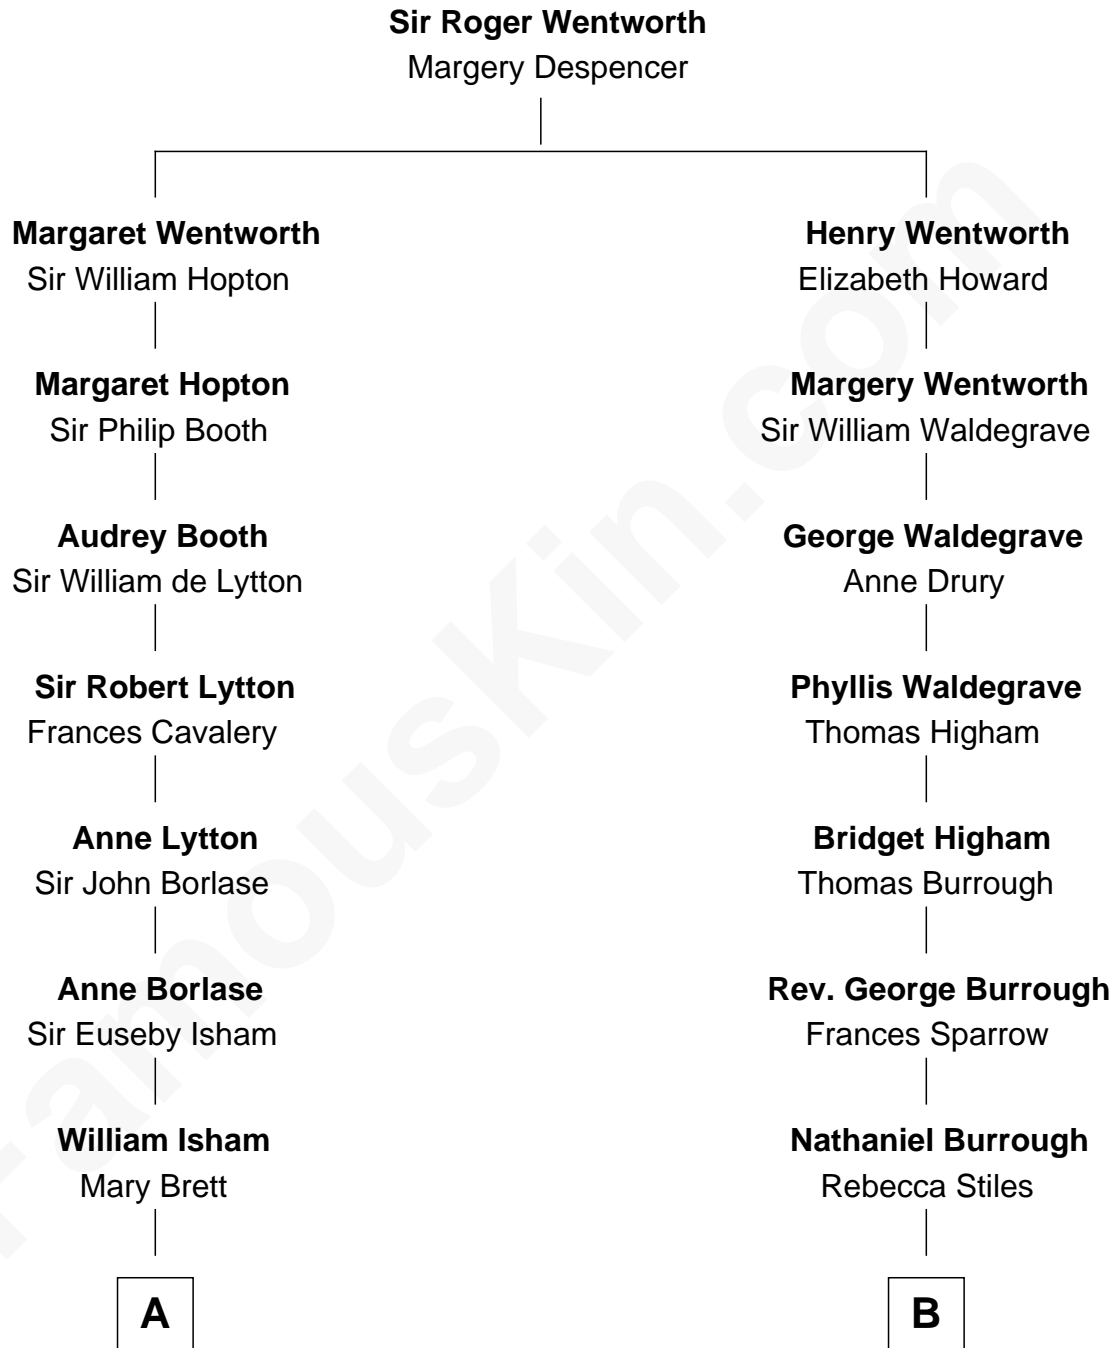 Sir Roger Wentworth
Margery Despencer
Margaret Wentworth
Sir William Hopton
Margaret Hopton
Sir Philip Booth
Audrey Booth
Sir William de Lytton
Sir Robert Lytton
Frances Cavalery
Anne Lytton
Sir John Borlase
Anne Borlase
Sir Euseby Isham
William Isham
Mary Brett
A
Henry Wentworth
Elizabeth Howard
Margery Wentworth
Sir William Waldegrave
George Waldegrave
Anne Drury
Phyllis Waldegrave
Thomas Higham
Bridget Higham
Thomas Burrough
Rev. George Burrough
Frances Sparrow
Nathaniel Burrough
Rebecca Stiles
B
FamousKin.com